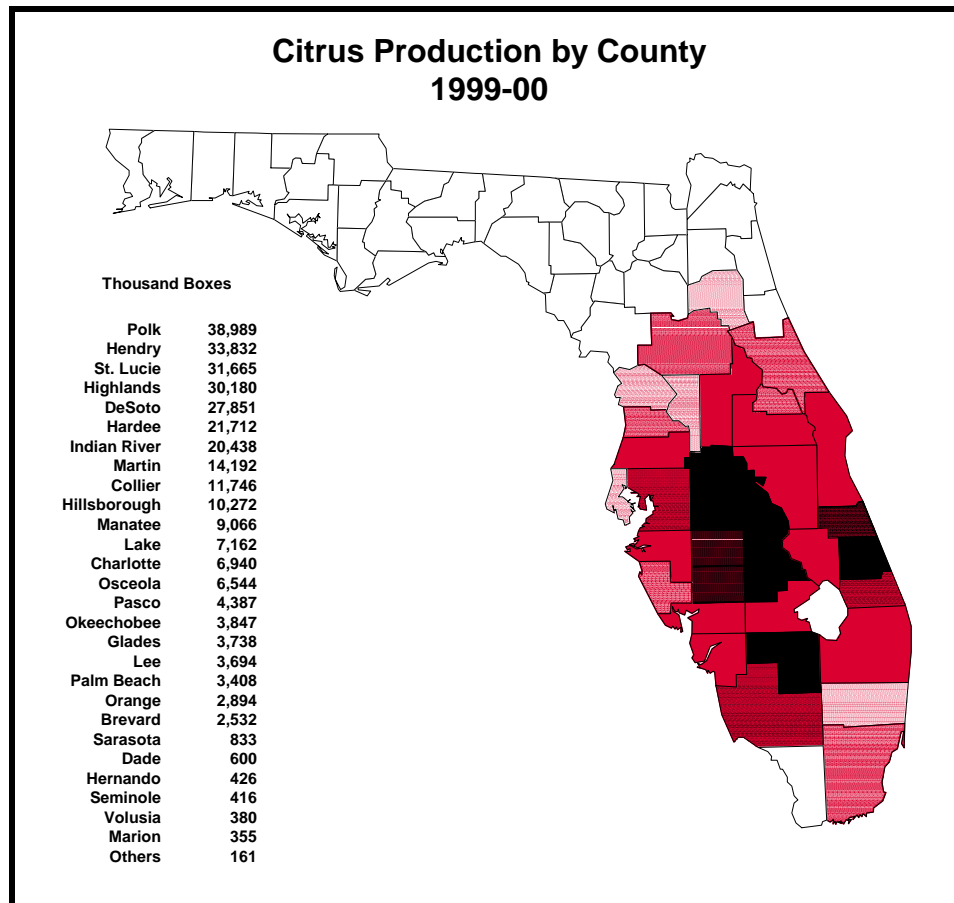 Citrus Production by County
1999-00
Thousand Boxes
Polk 38,989
Hendry 33,832
St. Lucie 31,665
Highlands 30,180
DeSoto 27,851
Hardee 21,712
Indian River 20,438
Martin 14,192
Collier 11,746
Hillsborough 10,272
Manatee 9,066
Lake 7,162
Charlotte 6,940
Osceola 6,544
Pasco 4,387
Okeechobee 3,847
Glades 3,738
Lee 3,694
Palm Beach 3,408
Orange 2,894
Brevard 2,532
Sarasota 833
Dade 600
Hernando 426
Seminole 416
Volusia 380
Marion 355
Others 161